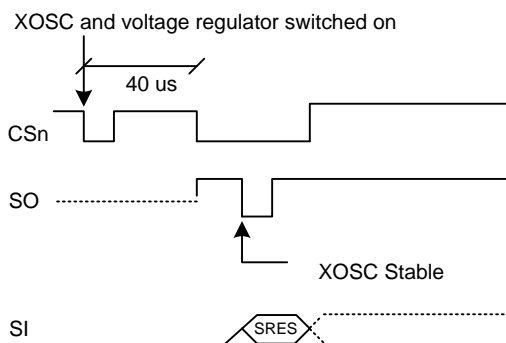 XOSC and voltage regulator switched on
40 us
CSn
SO
XOSC Stable
SI
SRES